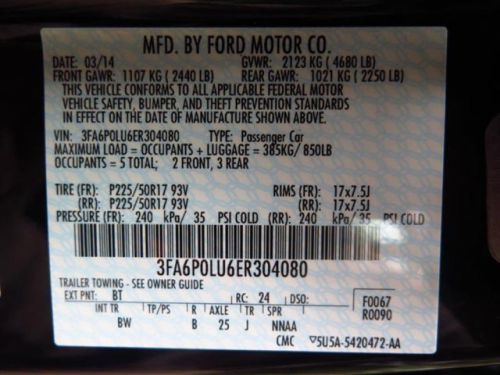 MFD. BY FORD MOTOR CO.
DATE: 03/14 GVWR: 2123 KG ( 4680 LB)
FRONT GAWR: 1107 KG ( 2440 LB) REAR GAWR: 1021 KG ( 2250 LB)
THIS VEHICLE CONFORMS TO ALL APPLICABLE FEDERAL MOTOR
VEHICLE SAFETY, BUMPER, AND THEFT PREVENTION STANDARDS IN
EFFECT ON THE DATE OF MANUFACTURE SHOWN ABOVE.
VIN: 3FA6P0LU6ER304080 TYPE: Passenger Car
MAXIMUM LOAD = OCCUPANTS + LUGGAGE = 385KG/ 850LB
OCCUPANTS = 5 TOTAL; 2 FRONT, 3 REAR
TIRE (FR): P225/50R17 93V RIMS (FR): 17x7.5J
(RR): P225/50R17 93V (RR): 17x7.5J
PRESSURE (FR): 240 kPa/ 35 PSI COLD (RR): 240 kPa/ 35 PSI COLD
3FA6P0LU6ER304080
TRAILER TOWING - SEE OWNER GUIDE
EXT PNT: BT RC: 24 DSO: F0067
INT TR TP/PS R AXLE TR SPR R0090
BW B 25 J NNAA
CMC 5U5A-5420472-AA